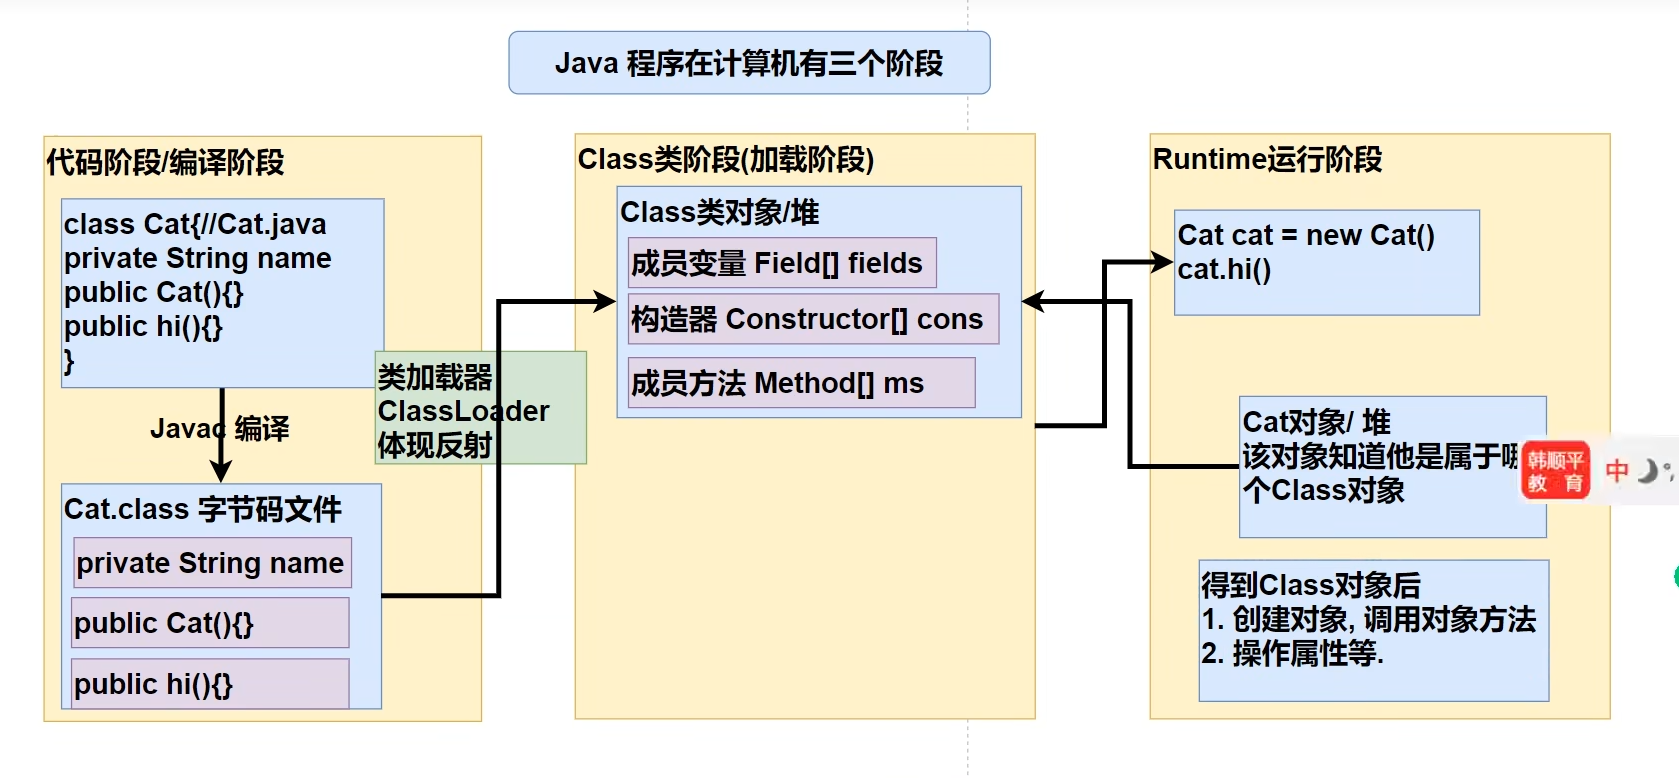 Java 程序在计算机有三个阶段
代码阶段/编译阶段
class Cat{//Cat.java
private String name
public Cat(){}
public hi(){}
}
Javac 编译
Cat.class 字节码文件
private String name
public Cat(){}
public hi(){}
类加载器
ClassLoader
体现反射
Class类阶段(加载阶段)
Class类对象/堆
成员变量 Field[] fields
构造器 Constructor[] cons
成员方法 Method[] ms
Runtime运行阶段
Cat cat = new Cat()
cat.hi()
Cat对象/ 堆
该对象知道他是属于哪
个Class对象
得到Class对象后
1. 创建对象, 调用对象方法
2. 操作属性等.
韩顺平
教 育
中